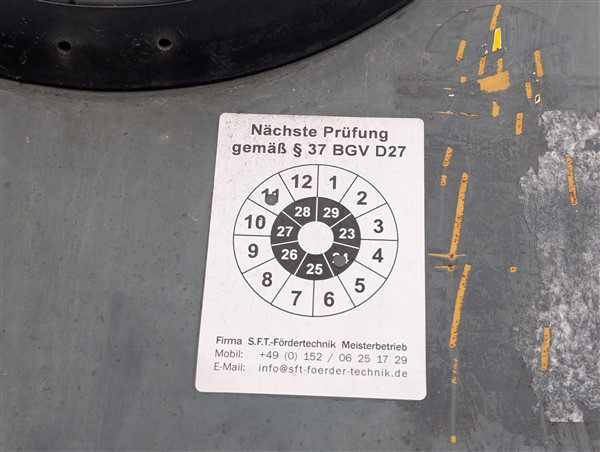 Nächste Prüfung
gemäß § 37 BGV D27
12 1
11 2
28 29
10 3
27 23
9 26 24 4
25
8 5
7 6
Firma S.F.T.-Fördertechnik Meisterbetrieb
Mobil: +49 (0) 152 / 06 25 17 29
E-Mail: info@sft-foerder-technik.de